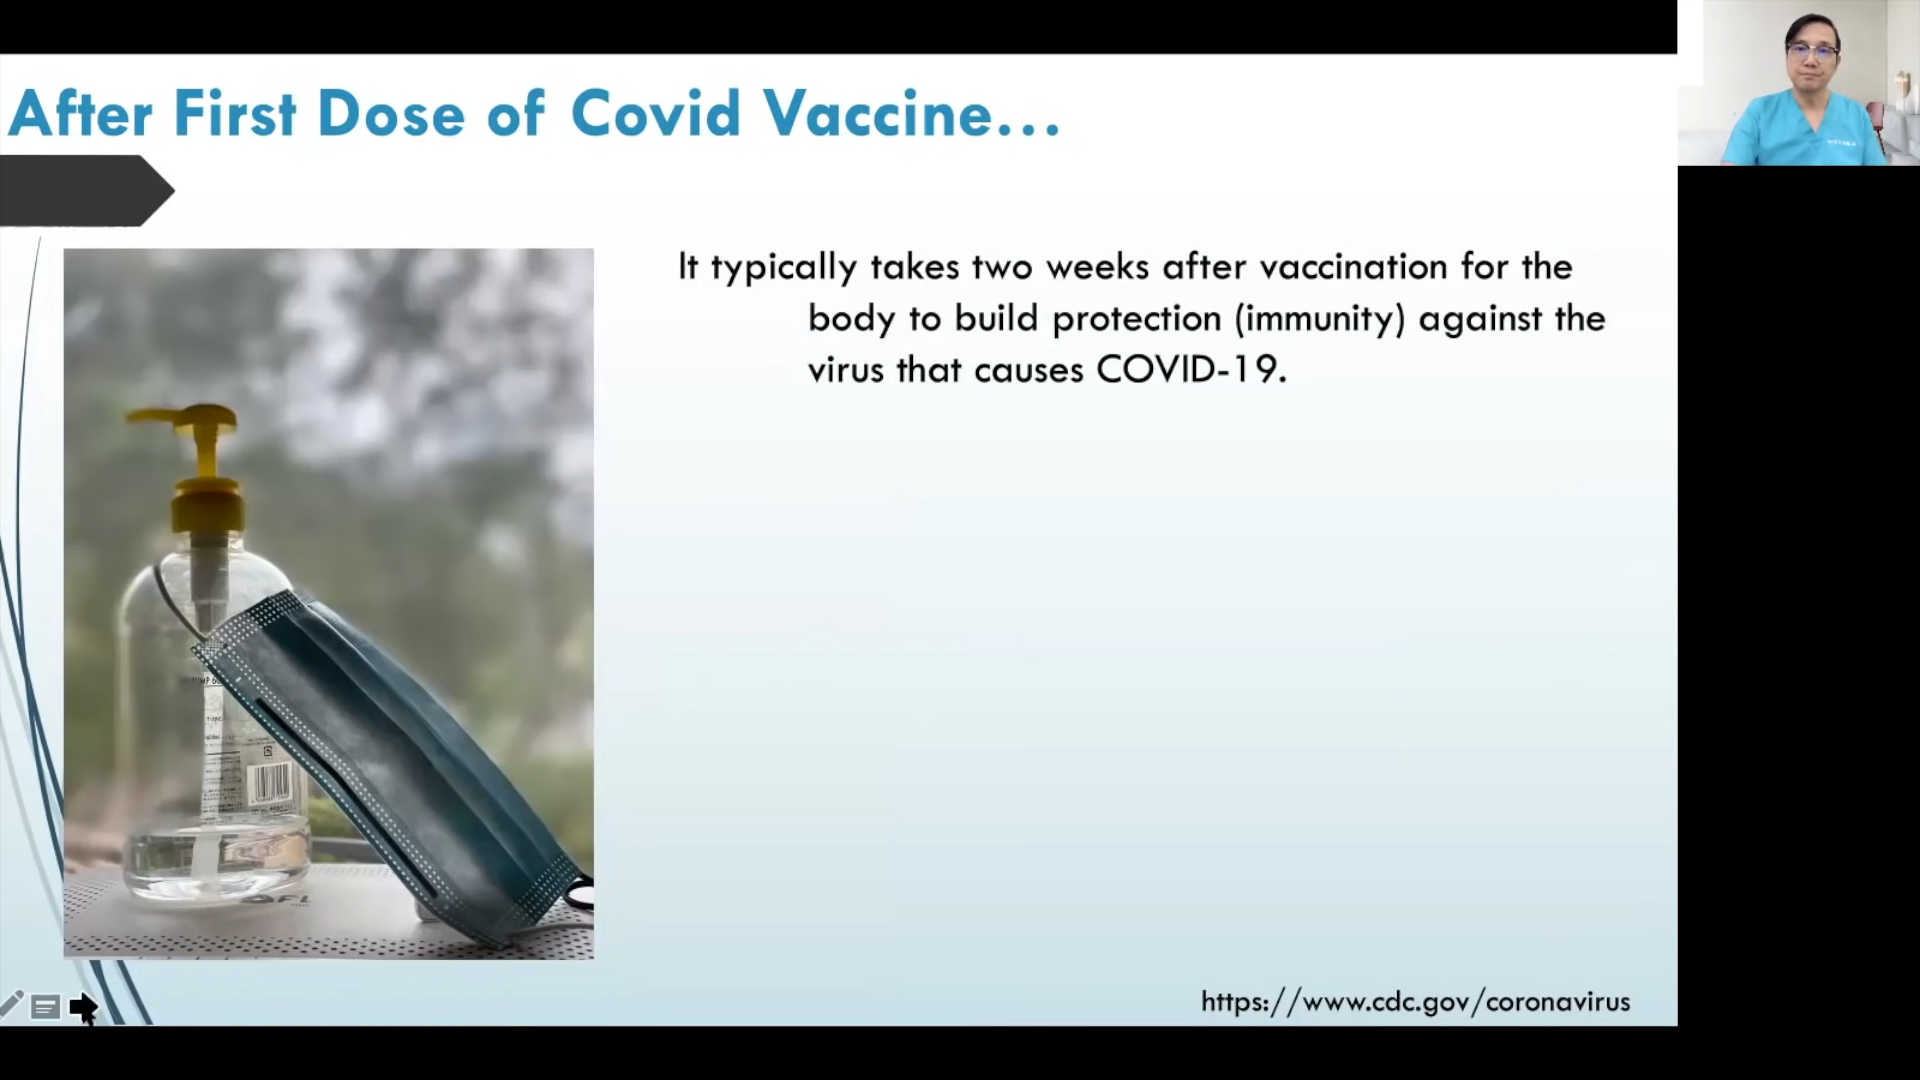 After First Dose of Covid Vaccine...
It typically takes two weeks after vaccination for the
body to build protection (immunity) against the
virus that causes COVID-19.
https://www.cdc.gov/coronavirus